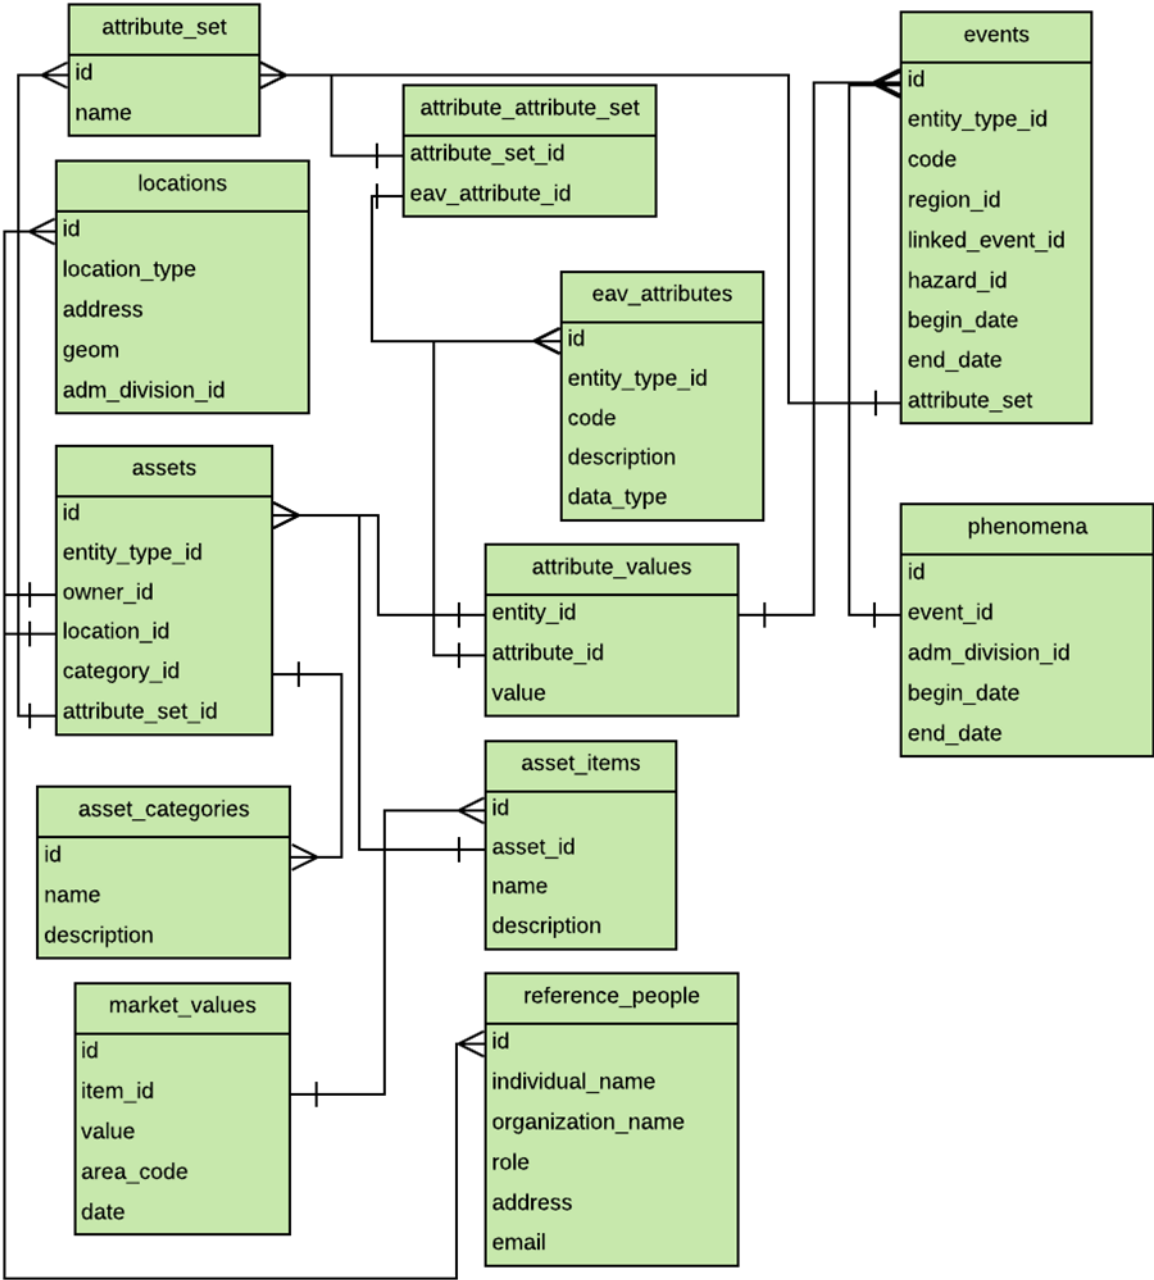 attribute_set
id
name
attribute_attribute_set
attribute_set_id
eav_attribute_id
events
id
entity_type_id
code
region_id
linked_event_id
hazard_id
begin_date
end_date
attribute_set
locations
id
location_type
address
geom
adm_division_id
eav_attributes
id
entity_type_id
code
description
data_type
assets
id
entity_type_id
owner_id
location_id
category_id
attribute_set_id
attribute_values
entity_id
attribute_id
value
phenomena
id
event_id
adm_division_id
begin_date
end_date
asset_categories
id
name
description
asset_items
id
asset_id
name
description
market_values
id
item_id
value
area_code
date
reference_people
id
individual_name
organization_name
role
address
email